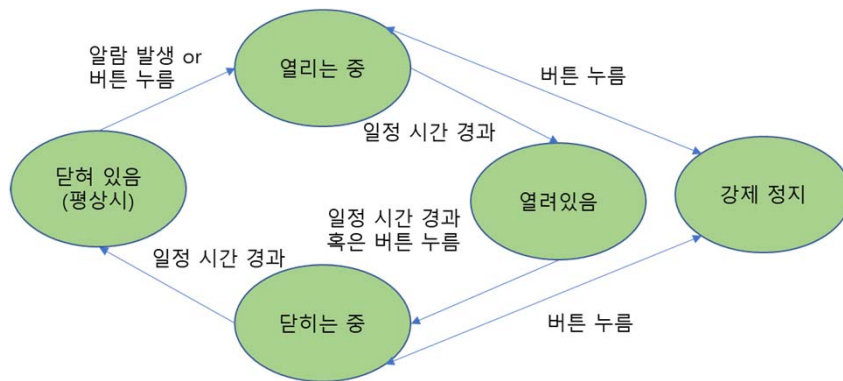 알람 발생 or
버튼 누름
열리는 중
버튼 누름
일정 시간 경과
닫혀 있음
(평상시)
열려있음
강제 정지
일정 시간 경과
혹은 버튼 누름
일정 시간 경과
닫히는 중
버튼 누름